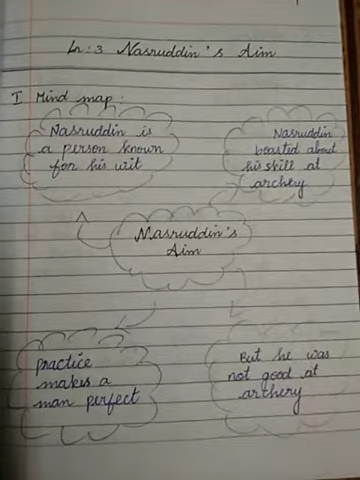 Ln : 3 Nasruddin's Aim
I Mind map.
Nasruddin is
a person known
for his wit
Nasruddin
boasted about
his skill at
archery
Nasruddin's
Aim
practice
makes a
man perfect
But he was
not good at
archery